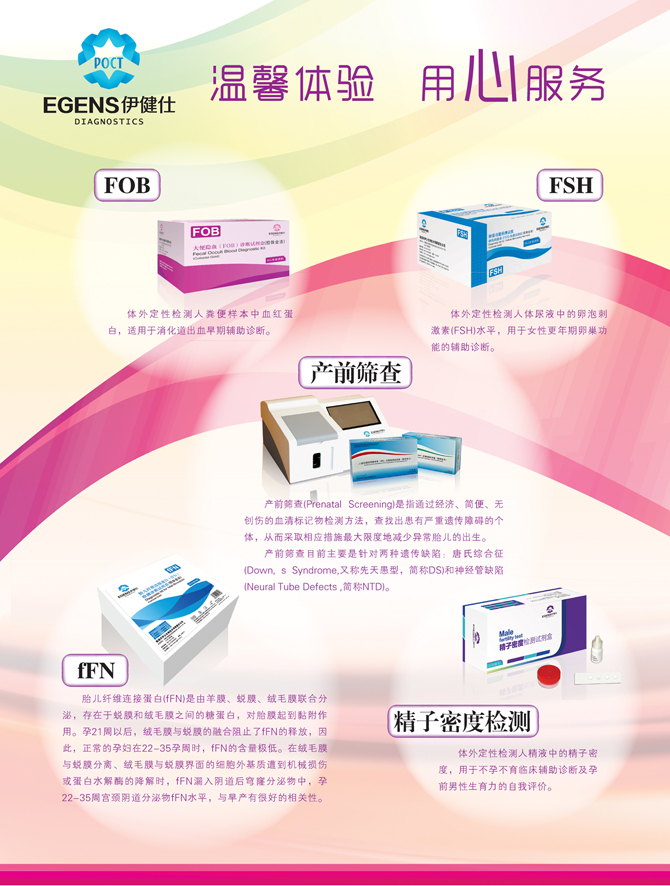 POCT
EGENS伊健仕
DIAGNOSTICS
温馨体验 用心服务
FOB
FSH
FOB
大便隐血（FOB）诊断试剂盒(胶体金法)
Fecal Occult Blood Diagnosis Kit
(Colloidal Gold)
FSH
FSH
体外定性检测人粪便样本中血红蛋
白，适用于消化道出血早期辅助诊断。
体外定性检测人体尿液中的卵泡刺
激素(FSH)水平，用于女性更年期卵巢功
能的辅助诊断。
产前筛查
产前筛查(Prenatal Screening)是指通过经济、简便、无
创伤的血清标记物检测方法，查找出患有严重遗传障碍的个
体，从而采取相应措施最大限度地减少异常胎儿的出生。
产前筛查目前主要是针对两种遗传缺陷：唐氏综合征
(Down, s Syndrome,又称先天愚型，简称DS)和神经管缺陷
(Neural Tube Defects ,简称NTD)。
fFN
fFN
胎儿纤维连接蛋白(fFN)是由羊膜、蜕膜、绒毛膜联合分
泌，存在于蜕膜和绒毛膜之间的糖蛋白，对胎膜起到黏附作
用。孕21周以后，绒毛膜与蜕膜的融合阻止了fFN的释放，因
此，正常的孕妇在22-35孕周时，fFN的含量极低。在绒毛膜
与蜕膜分离、绒毛膜与蜕膜界面的细胞外基质遭到机械损伤
或蛋白水解酶的降解时，fFN漏入阴道后穹窿分泌物中，孕
22-35周宫颈阴道分泌物fFN水平，与早产有很好的相关性。
Male
fertility test
精子密度检测试剂盒
精子密度检测
体外定性检测人精液中的精子密
度，用于不孕不育临床辅助诊断及孕
前男性生育力的自我评价。